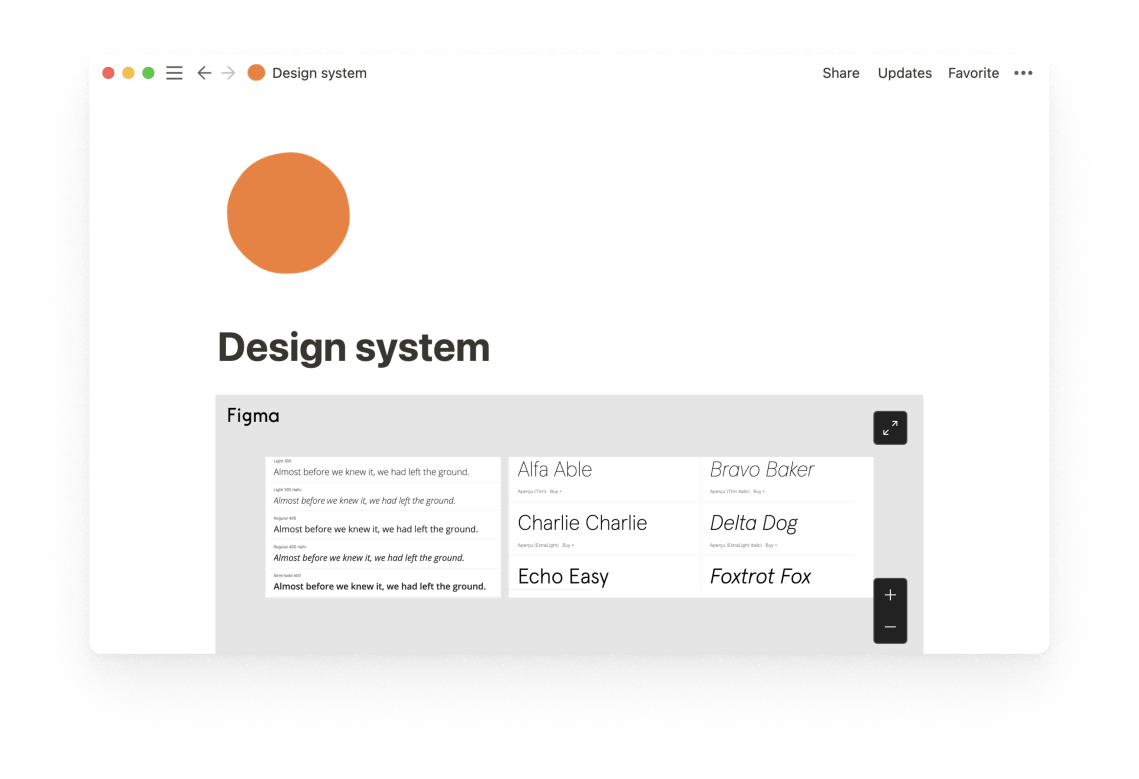 Design system
Share Updates Favorite
Design system
Figma
Light 300
Almost before we knew it, we had left the ground.
Light 300 italic
Almost before we knew it, we had left the ground.
Regular 400
Almost before we knew it, we had left the ground.
Regular 400 italic
Almost before we knew it, we had left the ground.
Semi-bold 600
Almost before we knew it, we had left the ground.
Alfa Able
Aperçu (Thin) Buy +
Bravo Baker
Aperçu (Thin Italic) Buy +
Charlie Charlie
Aperçu (ExtraLight) Buy +
Delta Dog
Aperçu (ExtraLight Italic) Buy +
Echo Easy
Foxtrot Fox